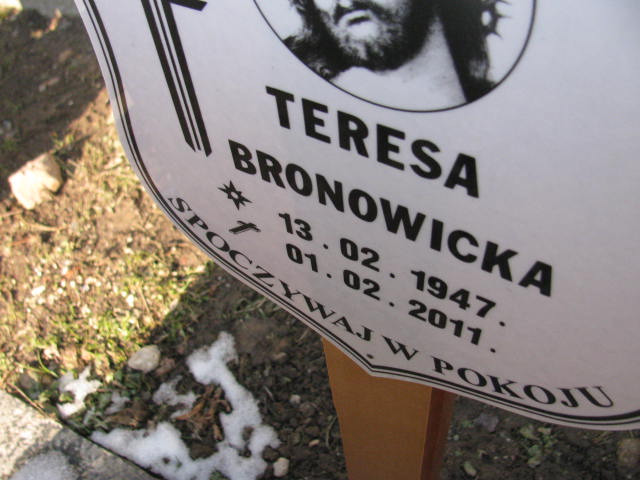 TERESA
BRONOWICKA
13.02.1947.
01.02.2011.
SPOCZYWAJ W POKOJU